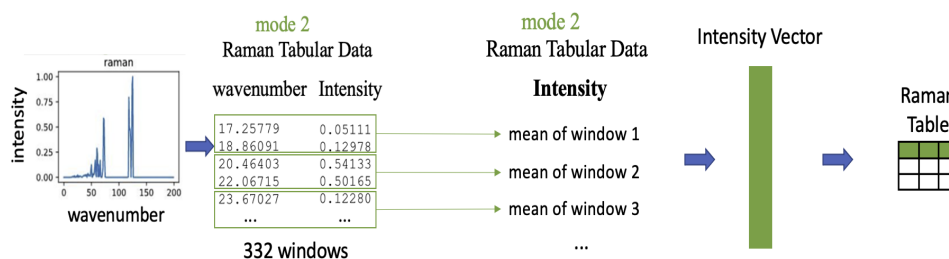 raman
intensity
1.00
0.75
0.50
0.25
0.00
0 50 100 150 200
wavenumber
mode 2
Raman Tabular Data
wavenumber Intensity
17.25779 0.05111
18.86091 0.12978
20.46403 0.54133
22.06715 0.50165
23.67027 0.12280
... ...
332 windows
mode 2
Raman Tabular Data
Intensity
mean of window 1
mean of window 2
mean of window 3
...
Intensity Vector
Raman
Table